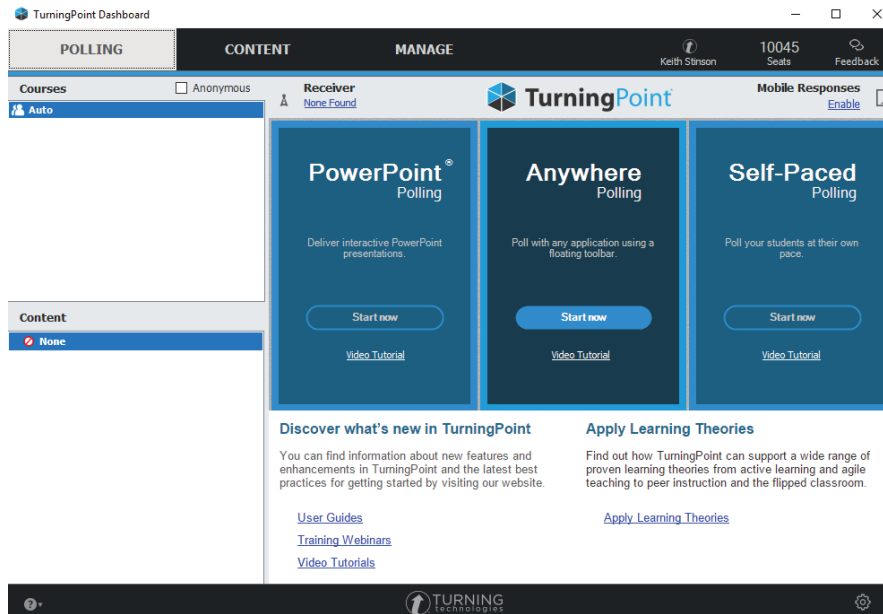 TurningPoint Dashboard
POLLING
CONTENT
MANAGE
Keith Stinson
10045
Seats
Feedback
Courses
Anonymous
Auto
Receiver
None Found
TurningPoint
Mobile Responses
Enable
PowerPoint®
Polling
Deliver interactive PowerPoint
presentations.
Start now
Video Tutorial
Anywhere
Polling
Poll with any application using a
floating toolbar.
Start now
Video Tutorial
Self-Paced
Polling
Poll your students at their own
pace.
Start now
Video Tutorial
Content
None
Discover what's new in TurningPoint
You can find information about new features and
enhancements in TurningPoint and the latest best
practices for getting started by visiting our website.
User Guides
Training Webinars
Video Tutorials
Apply Learning Theories
Find out how TurningPoint can support a wide range of
proven learning theories from active learning and agile
teaching to peer instruction and the flipped classroom.
Apply Learning Theories
TURNING
technologies